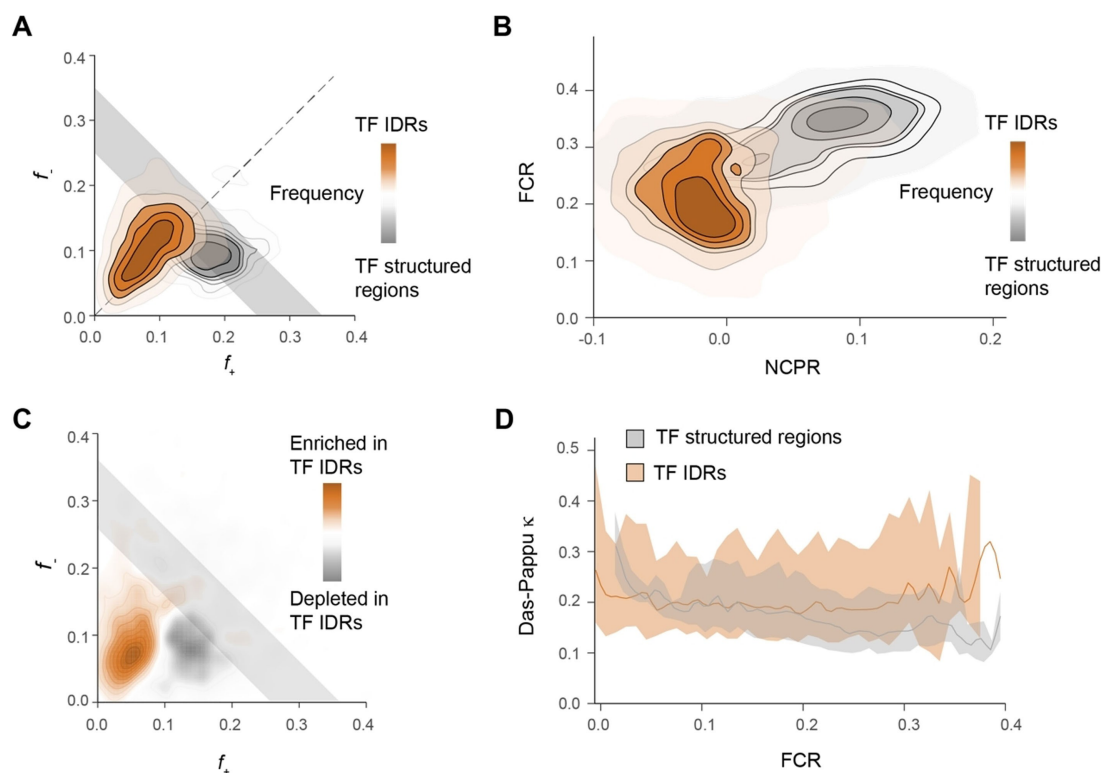 A
0.4
0.3
0.2
0.1
0.0
f-
0.0
0.1
0.2
0.3
0.4
f+
TF IDRs
Frequency
TF structured
regions
B
0.4
0.3
0.2
0.1
0.0
FCR
-0.1
0.0
0.1
0.2
NCPR
TF IDRs
Frequency
TF structured
regions
C
0.4
0.3
0.2
0.1
0.0
f-
0.0
0.1
0.2
0.3
0.4
f+
Enriched in
TF IDRs
Depleted in
TF IDRs
D
0.5
0.4
0.3
0.2
0.1
0.0
Das-Pappu κ
0.0
0.1
0.2
0.3
0.4
FCR
TF structured regions
TF IDRs